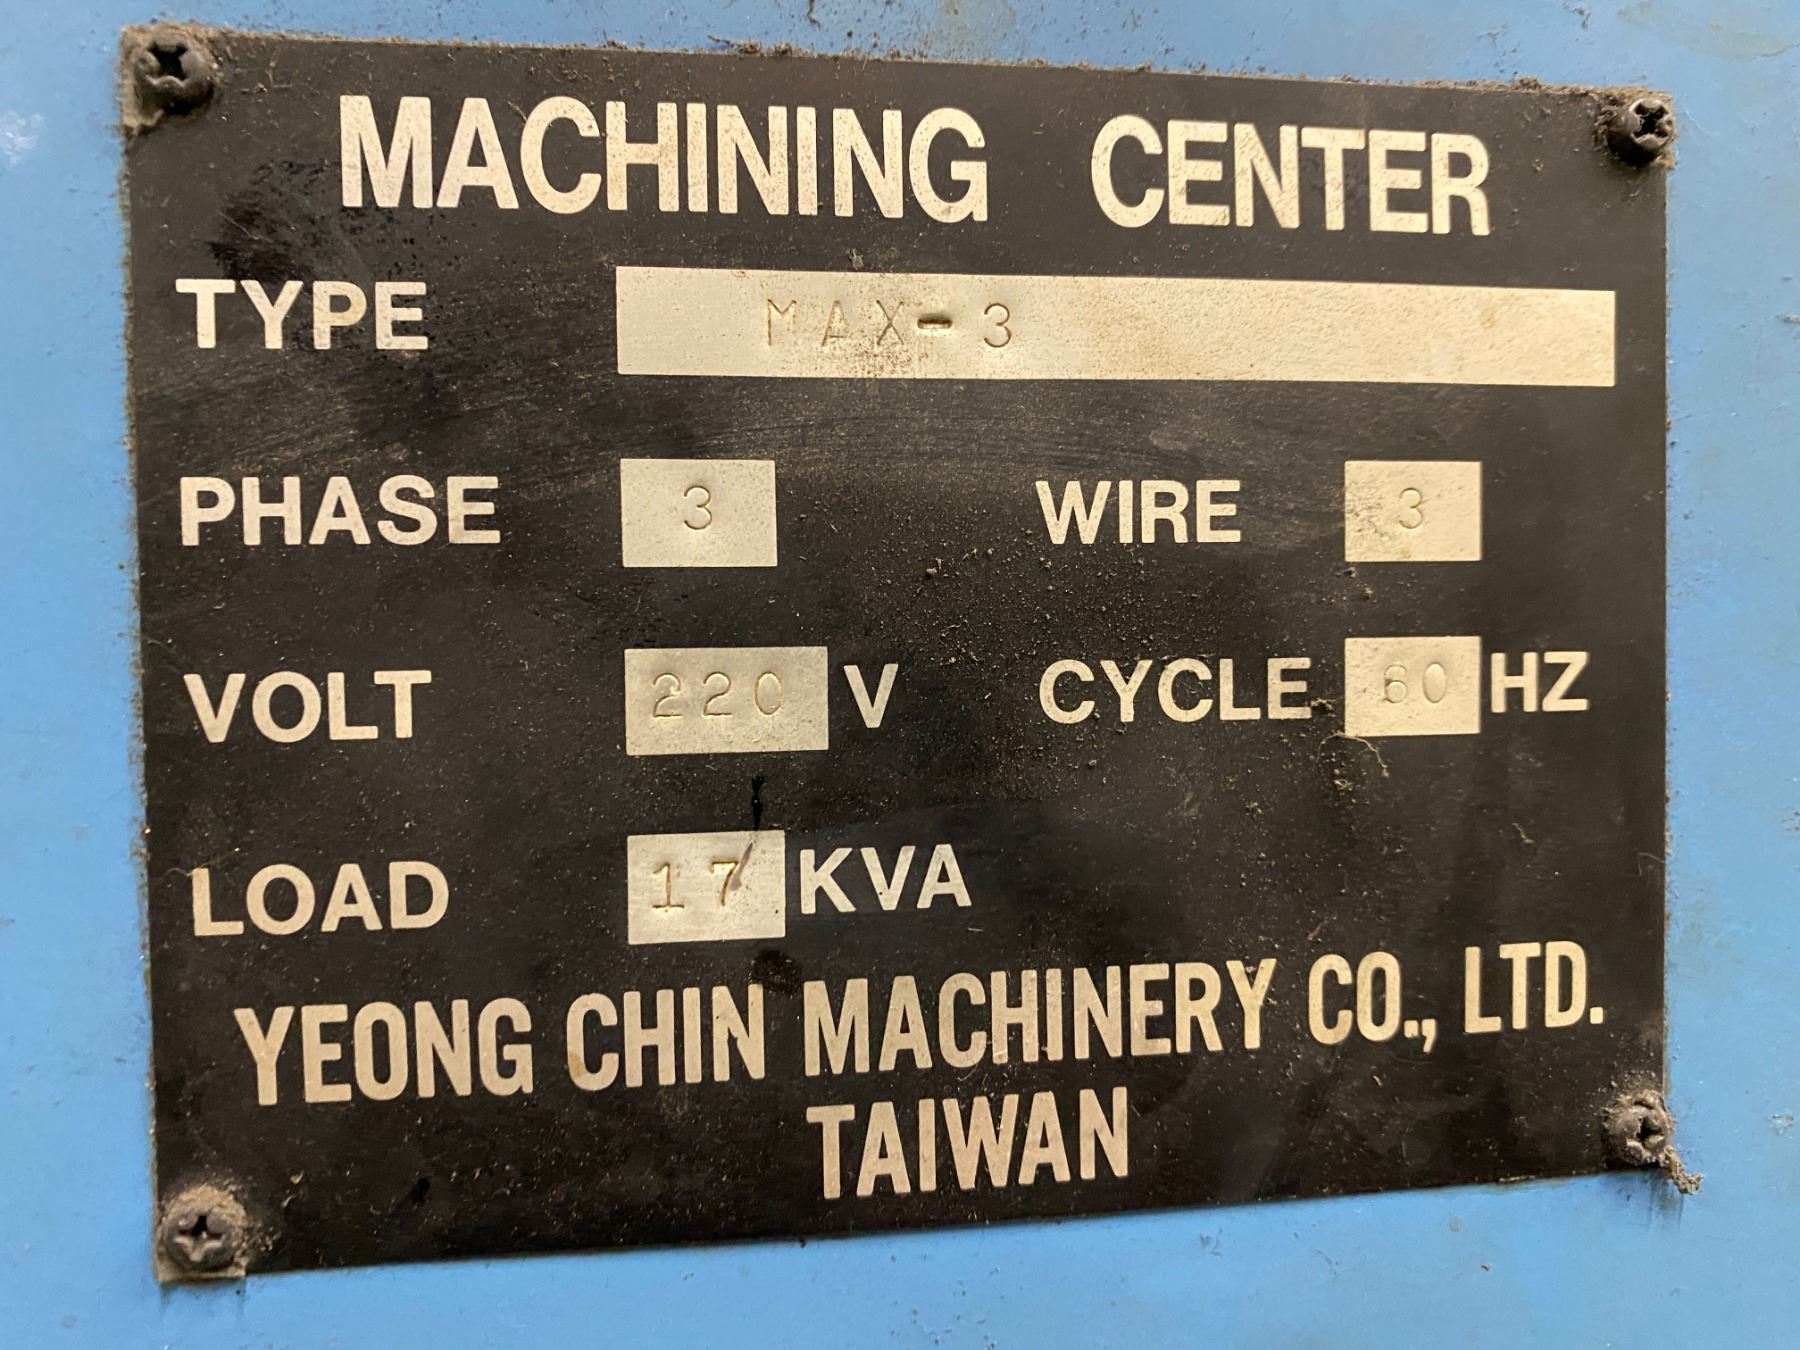 MACHINING CENTER
TYPE MAX-3
PHASE 3 WIRE 3
VOLT 220 V CYCLE 60 HZ
LOAD 17 KVA
YEONG CHIN MACHINERY CO., LTD.
TAIWAN